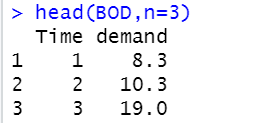 > head(BOD,n=3)
  Time demand
1    1    8.3
2    2   10.3
3    3   19.0